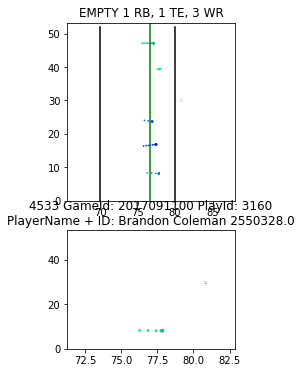 EMPTY 1 RB, 1 TE, 3 WR
50
40
30
20
10
0
70 75 80 85
4533 GameId: 2017091100 PlayId: 3160
PlayerName + ID: Brandon Coleman 2550328.0
40
20
0
72.5 75.0 77.5 80.0 82.5